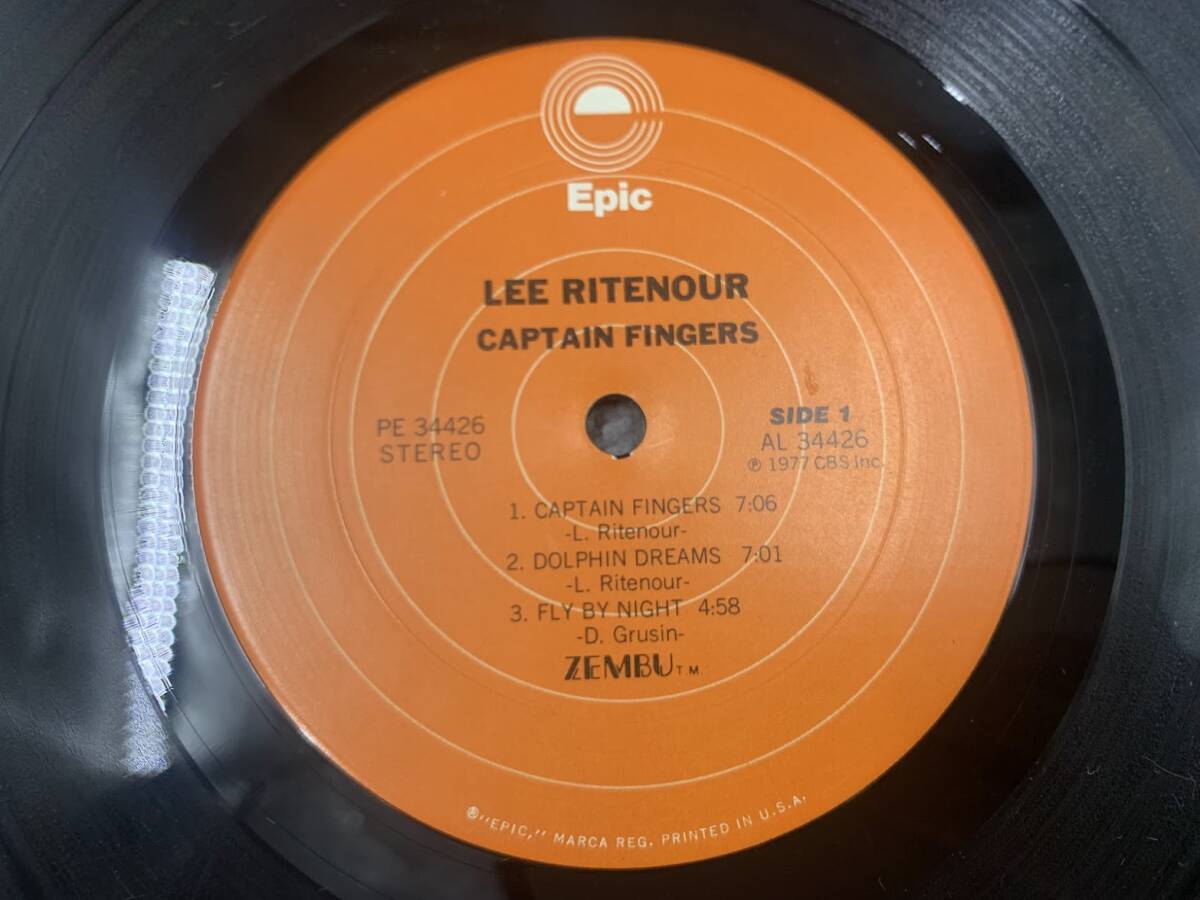 Epic
LEE RITENOUR
CAPTAIN FINGERS
PE 34426
STEREO
SIDE 1
AL 34426
℗ 1977 CBS Inc.
1. CAPTAIN FINGERS 7:06
-L. Ritenour-
2. DOLPHIN DREAMS 7:01
-L. Ritenour-
3. FLY BY NIGHT 4:58
-D. Grusin-
ZEMBU T.M.
®"EPIC," MARCA REG. PRINTED IN U.S.A.